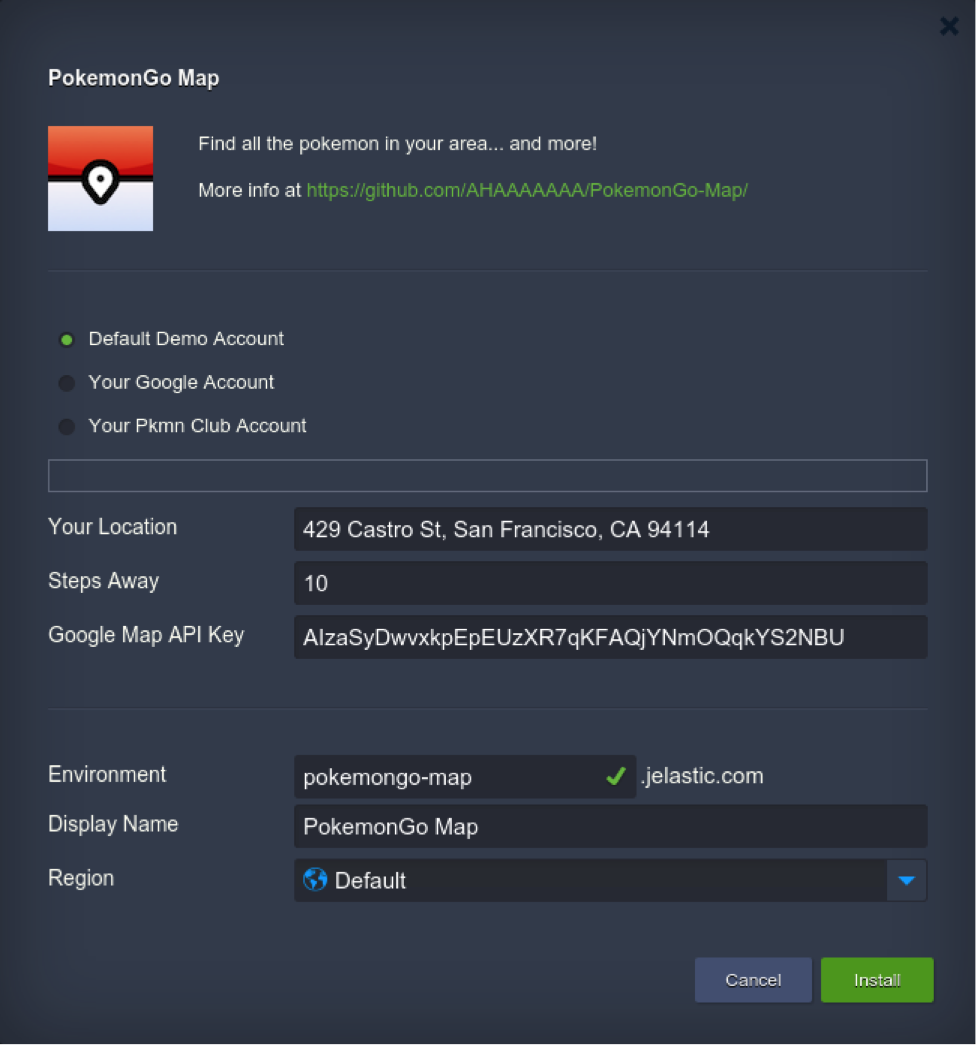 PokemonGo Map
Find all the pokemon in your area... and more!
More info at https://github.com/AHAAAAAAA/PokemonGo-Map/
Default Demo Account
Your Google Account
Your Pkmn Club Account
Your Location 429 Castro St, San Francisco, CA 94114
Steps Away 10
Google Map API Key AIzaSyDwvxkpEpEUzXR7qKFAQjYNmOQqkYS2NBU
Environment pokemongo-map .jelastic.com
Display Name PokemonGo Map
Region Default
Cancel Install